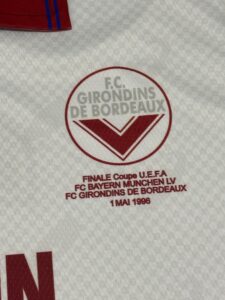 F.C.
GIRONDINS
DE BORDEAUX
FINALE Coupe U.E.F.A
FC BAYERN MUNCHEN LV
FC GIRONDINS DE BORDEAUX
1 MAI 1996